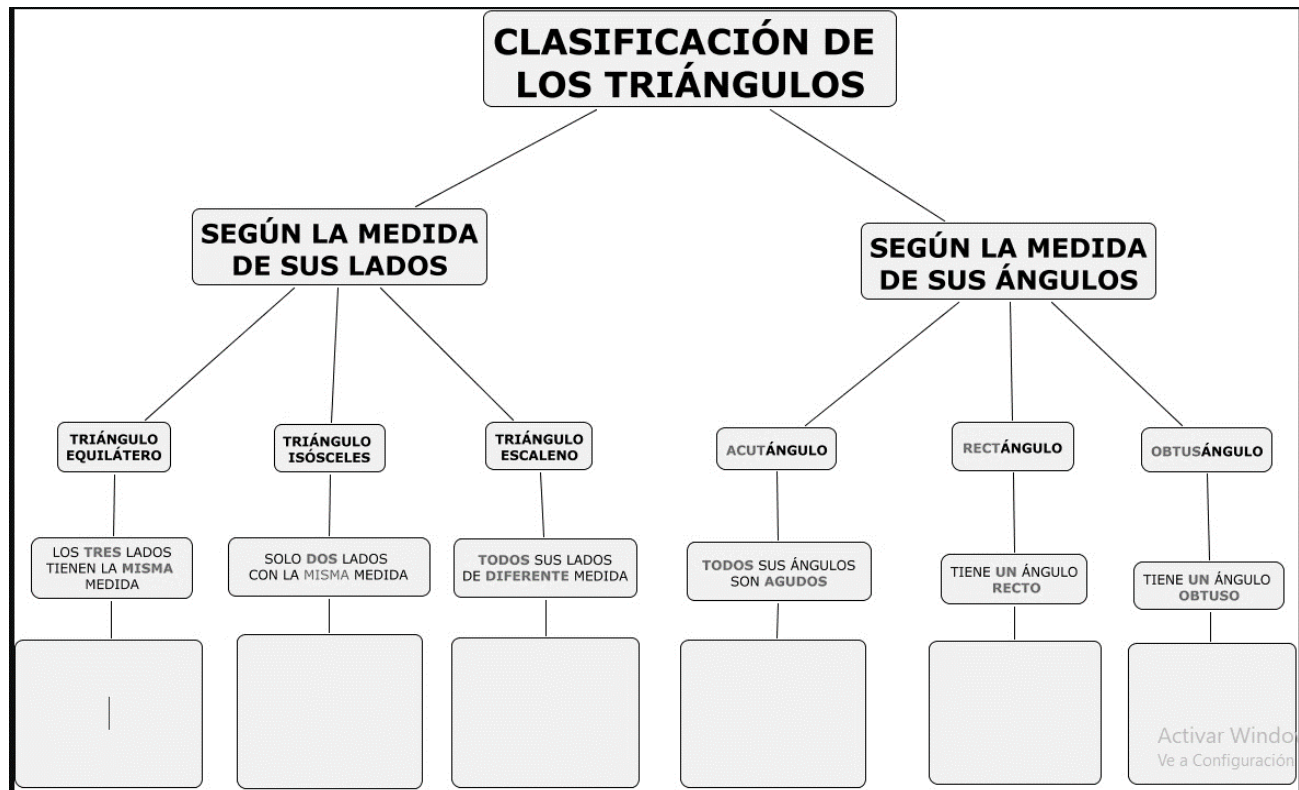 CLASIFICACIÓN DE
LOS TRIÁNGULOS
SEGÚN LA MEDIDA
DE SUS LADOS
SEGÚN LA MEDIDA
DE SUS ÁNGULOS
TRIÁNGULO
EQUILÁTERO
TRIÁNGULO
ISÓSCELES
TRIÁNGULO
ESCALENO
ACUTÁNGULO
RECTÁNGULO
OBTUSÁNGULO
LOS TRES LADOS
TIENEN LA MISMA
MEDIDA
SOLO DOS LADOS
CON LA MISMA MEDIDA
TODOS SUS LADOS
DE DIFERENTE MEDIDA
TODOS SUS ÁNGULOS
SON AGUDOS
TIENE UN ÁNGULO
RECTO
TIENE UN ÁNGULO
OBTUSO
Activar Windo
Ve a Configuración